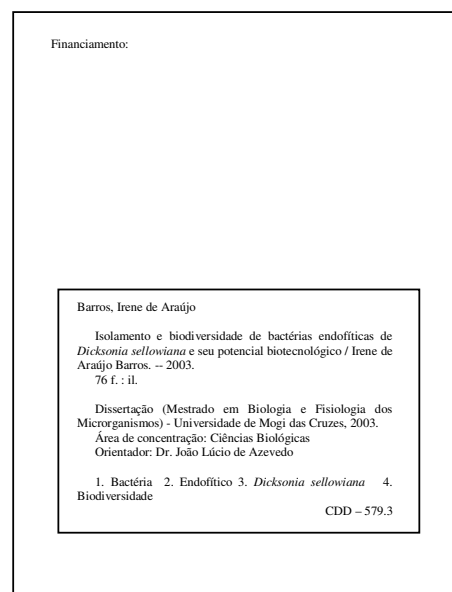 Financiamento:
Barros, Irene de Araújo
Isolamento e biodiversidade de bactérias endofíticas de
Dicksonia sellowiana e seu potencial biotecnológico / Irene de
Araújo Barros. -- 2003.
76 f. : il.
Dissertação (Mestrado em Biologia e Fisiologia dos
Microrganismos) - Universidade de Mogi das Cruzes, 2003.
Área de concentração: Ciências Biológicas
Orientador: Dr. João Lúcio de Azevedo
1. Bactéria 2. Endofítico 3. Dicksonia sellowiana 4.
Biodiversidade
CDD – 579.3